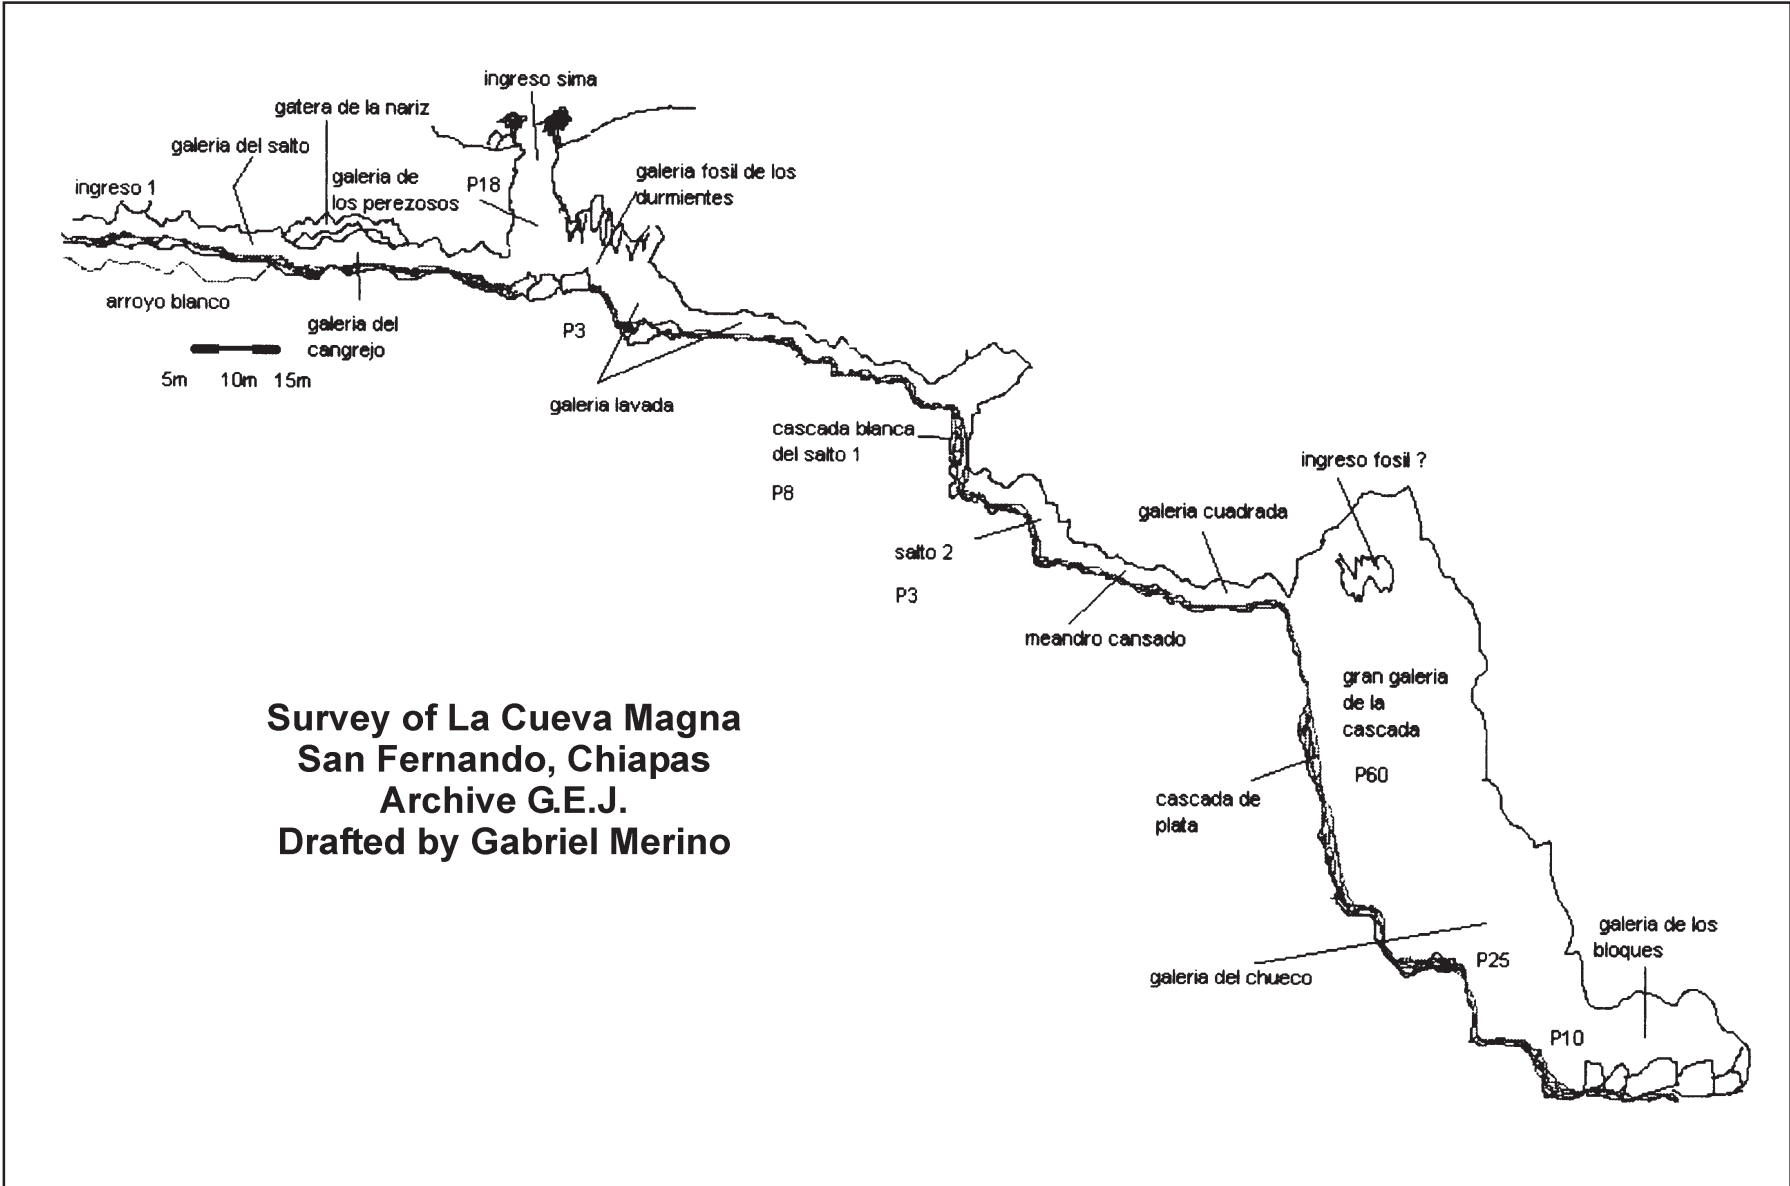 ingreso sima
gatera de la nariz
galeria del salto
galeria de
los perezosos
P18
galeria fosil de los
durmientes
ingreso 1
arroyo blanco
galeria del
cangrejo
P3
5m 10m 15m
galeria lavada
cascada blanca
del salto 1
P8
ingreso fosil ?
galeria cuadrada
salto 2
P3
meandro cansado
gran galeria
de la
cascada
P60
Survey of La Cueva Magna
San Fernando, Chiapas
Archive G.E.J.
Drafted by Gabriel Merino
cascada de
plata
galeria de los
bloques
P25
galeria del chueco
P10